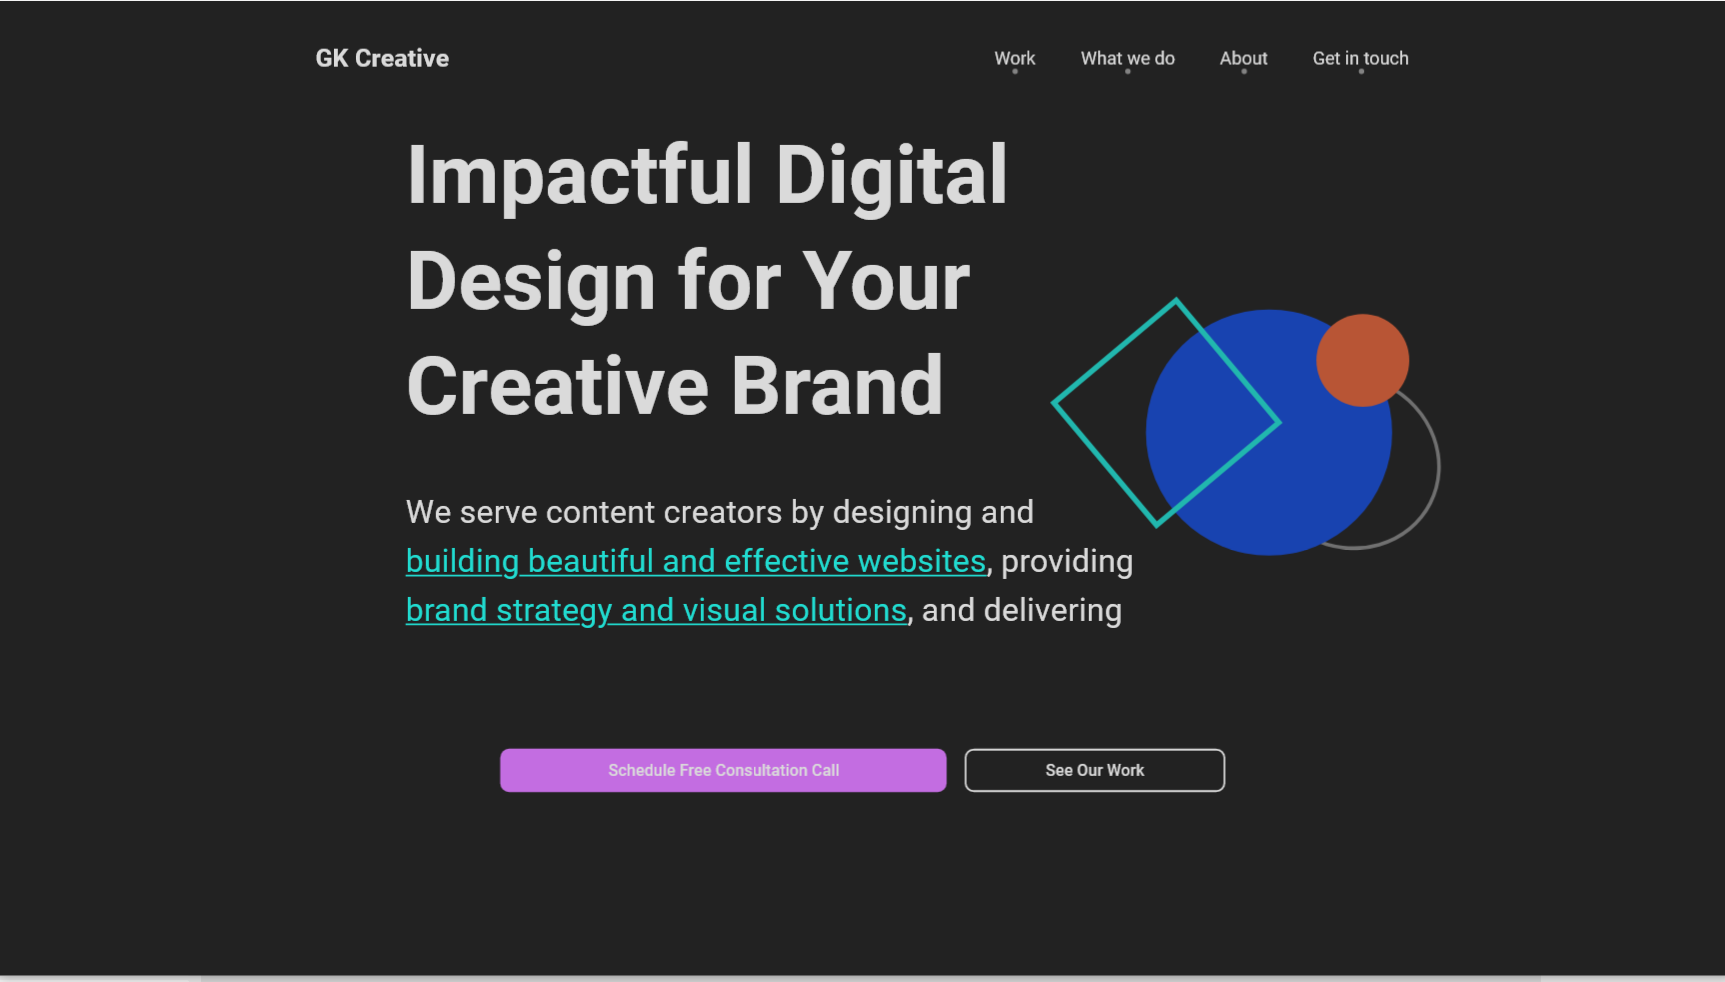 GK Creative
Work
What we do
About
Get in touch
Impactful Digital
Design for Your
Creative Brand
We serve content creators by designing and
building beautiful and effective websites, providing
brand strategy and visual solutions, and delivering
Schedule Free Consultation Call
See Our Work